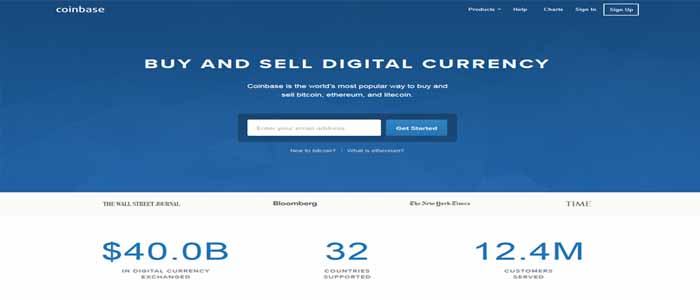 coinbase
Products Help Charts Sign In Sign Up
BUY AND SELL DIGITAL CURRENCY
Coinbase is the world's most popular way to buy and
sell bitcoin, ethereum, and litecoin.
Enter your email address Get Started
New to bitcoin? | What is ethereum?
THE WALL STREET JOURNAL Bloomberg The New York Times TIME
$40.0B 32 12.4M
IN DIGITAL CURRENCY COUNTRIES CUSTOMERS
EXCHANGED SUPPORTED SERVED